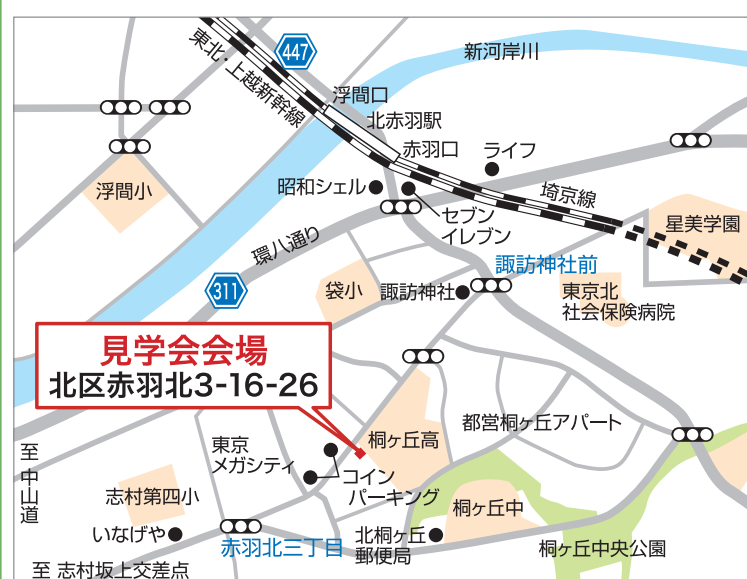 447
新河岸川
東北・上越新幹線
浮間口
北赤羽駅
赤羽口
ライフ
浮間小
昭和シェル
セブン
イレブン
埼京線
星美学園
環八通り
諏訪神社前
311
袋小
諏訪神社
東京北
社会保険病院
見学会会場
北区赤羽北3-16-26
都営桐ヶ丘アパート
桐ヶ丘高
東京
メガシティ
コイン
パーキング
至 中山道
志村第四小
桐ヶ丘中
いなげや
赤羽北三丁目
北桐ヶ丘
郵便局
桐ヶ丘中央公園
至 志村坂上交差点